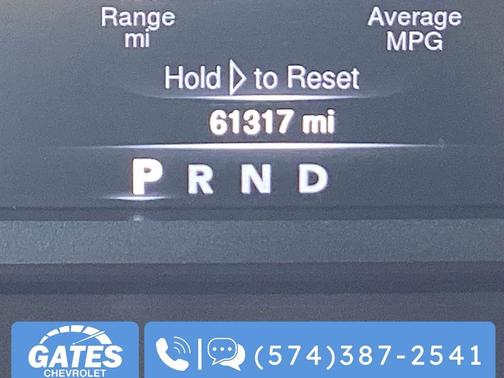 Range
mi
Average
MPG
Hold ▷ to Reset
61317 mi
P R N D
GATES
CHEVROLET
(574)387-2541